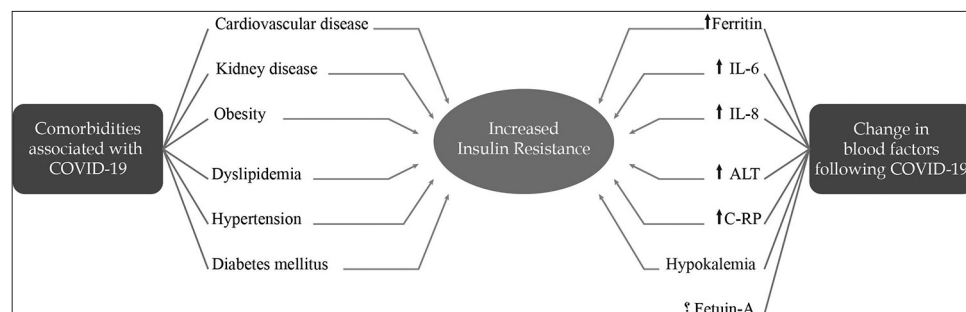 Cardiovascular disease
Kidney disease
Obesity
Dyslipidemia
Hypertension
Diabetes mellitus
Comorbidities
associated with
COVID-19
Increased
Insulin Resistance
⬆Ferritin
⬆ IL-6
⬆ IL-8
⬆ ALT
⬆C-RP
Hypokalemia
؟ Fetuin-A
Change in
blood factors
following COVID-19